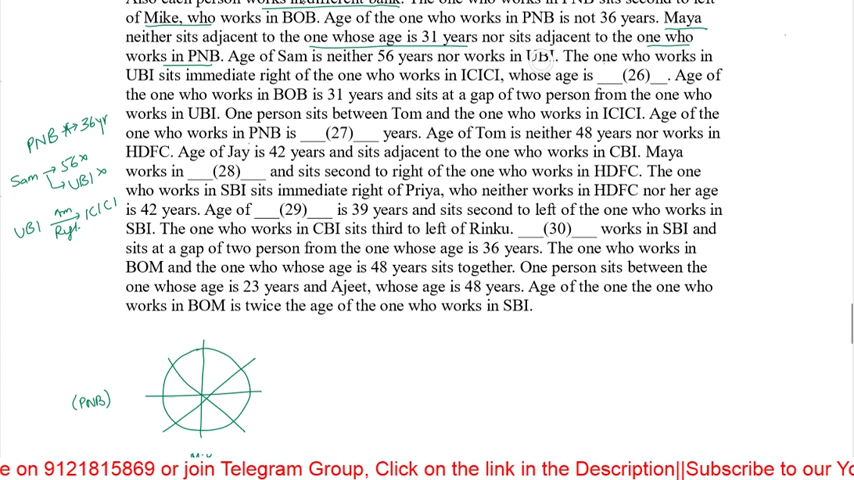 Also each person works in different bank. The one who works in PNB sits second to left
of Mike, who works in BOB. Age of the one who works in PNB is not 36 years. Maya
neither sits adjacent to the one whose age is 31 years nor sits adjacent to the one who
works in PNB. Age of Sam is neither 56 years nor works in UBI. The one who works in
UBI sits immediate right of the one who works in ICICI, whose age is ___(26)__. Age of
the one who works in BOB is 31 years and sits at a gap of two person from the one who
works in UBI. One person sits between Tom and the one who works in ICICI. Age of the
one who works in PNB is ___(27)___ years. Age of Tom is neither 48 years nor works in
HDFC. Age of Jay is 42 years and sits adjacent to the one who works in CBI. Maya
works in ___(28)___ and sits second to right of the one who works in HDFC. The one
who works in SBI sits immediate right of Priya, who neither works in HDFC nor her age
is 42 years. Age of ___(29)___ is 39 years and sits second to left of the one who works in
SBI. The one who works in CBI sits third to left of Rinku. ___(30)___ works in SBI and
sits at a gap of two person from the one whose age is 36 years. The one who works in
BOM and the one whose age is 48 years sits together. One person sits between the
one whose age is 23 years and Ajeet, whose age is 48 years. Age of the one the one who
works in BOM is twice the age of the one who works in SBI.
PNB → 36 yr
Sam → 56 x
→ UBI x
UBI Im Right → ICICI
(PNB)
e on 9121815869 or join Telegram Group, Click on the link in the Description||Subscribe to our Yo